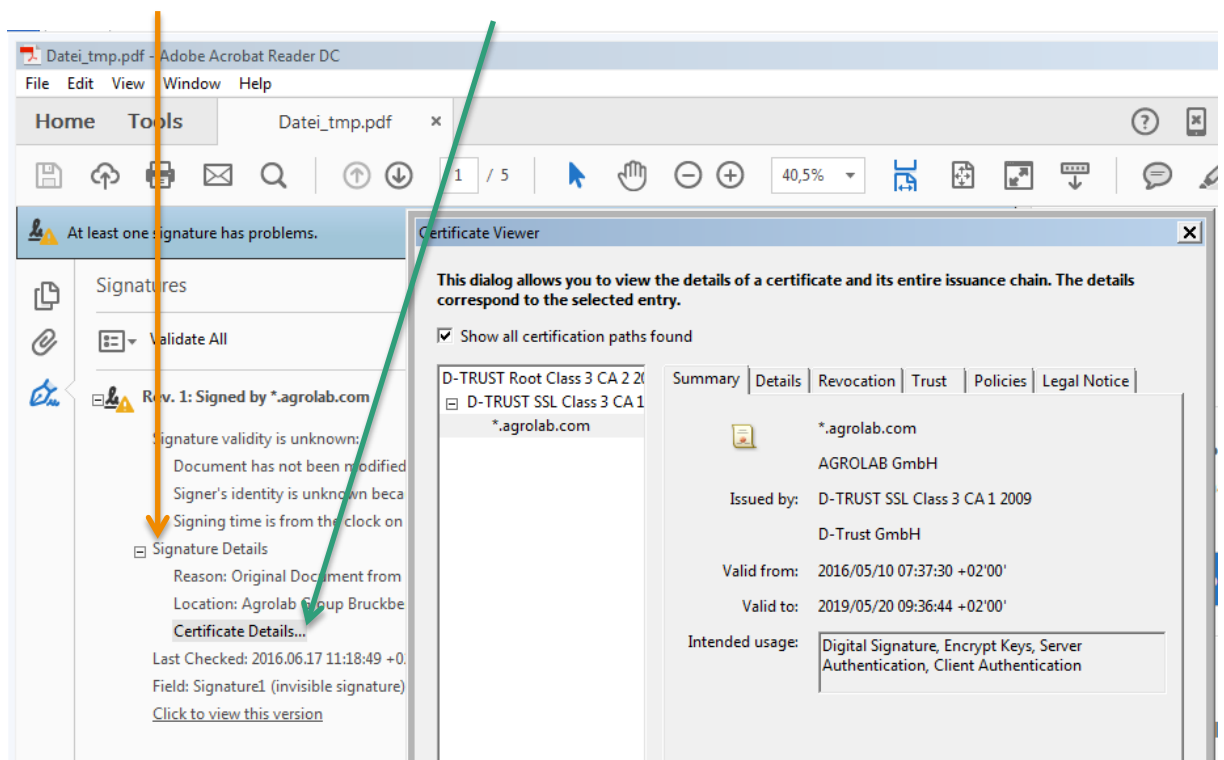 Datei_tmp.pdf - Adobe Acrobat Reader DC
File Edit View Window Help
Home Tools Datei_tmp.pdf ×
1 / 5 40,5%
At least one signature has problems.
Signatures
Validate All
Rev. 1: Signed by *.agrolab.com
Signature validity is unknown:
Document has not been modified
Signer's identity is unknown beca
Signing time is from the clock on
Signature Details
Reason: Original Document from
Location: Agrolab Group Bruckbe
Certificate Details...
Last Checked: 2016.06.17 11:18:49 +0
Field: Signature1 (invisible signature)
Click to view this version
Certificate Viewer
This dialog allows you to view the details of a certificate and its entire issuance chain. The details
correspond to the selected entry.
Show all certification paths found
D-TRUST Root Class 3 CA 2 20
D-TRUST SSL Class 3 CA 1
*.agrolab.com
Summary Details Revocation Trust Policies Legal Notice
*.agrolab.com
AGROLAB GmbH
Issued by: D-TRUST SSL Class 3 CA 1 2009
D-Trust GmbH
Valid from: 2016/05/10 07:37:30 +02'00'
Valid to: 2019/05/20 09:36:44 +02'00'
Intended usage: Digital Signature, Encrypt Keys, Server
Authentication, Client Authentication